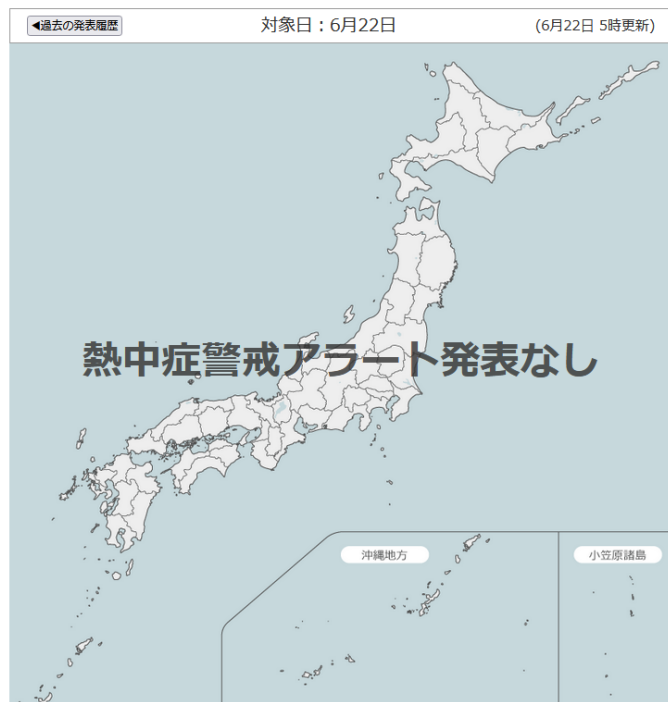 ◀過去の発表履歴
対象日：6月22日
(6月22日 5時更新)
熱中症警戒アラート発表なし
沖縄地方
小笠原諸島